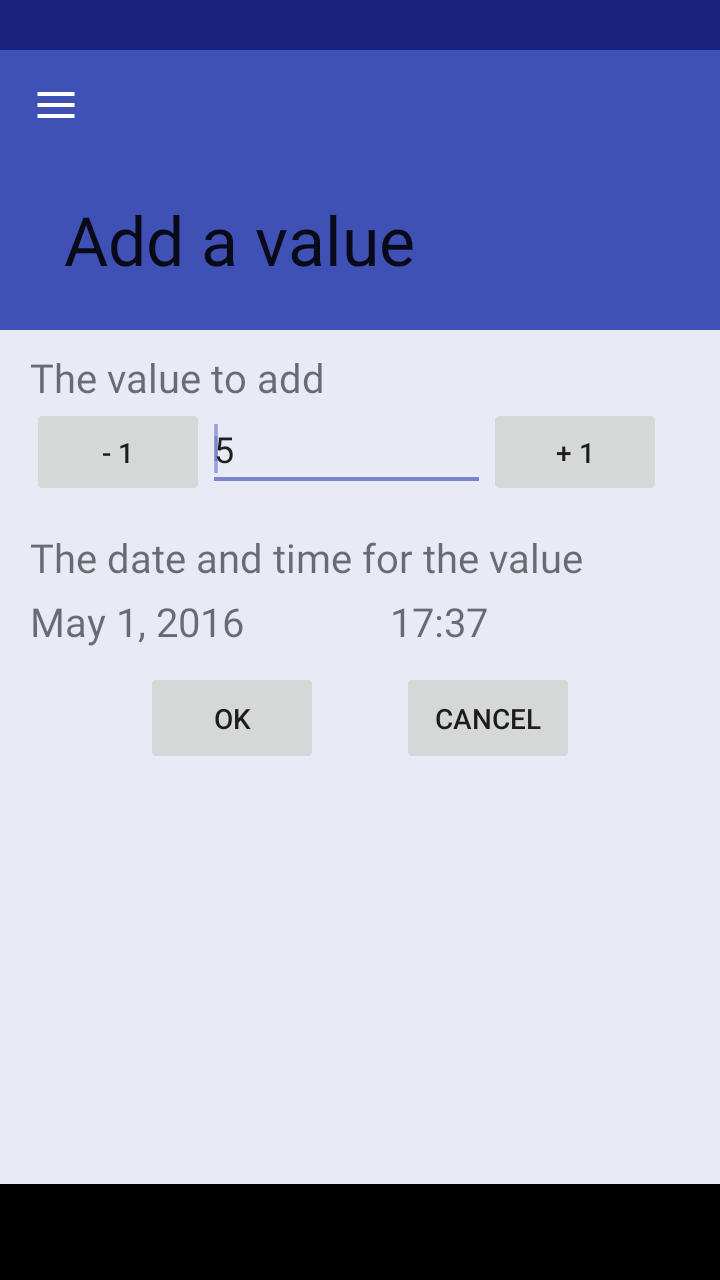 Add a value
The value to add
- 1 5 + 1
The date and time for the value
May 1, 2016 17:37
OK CANCEL